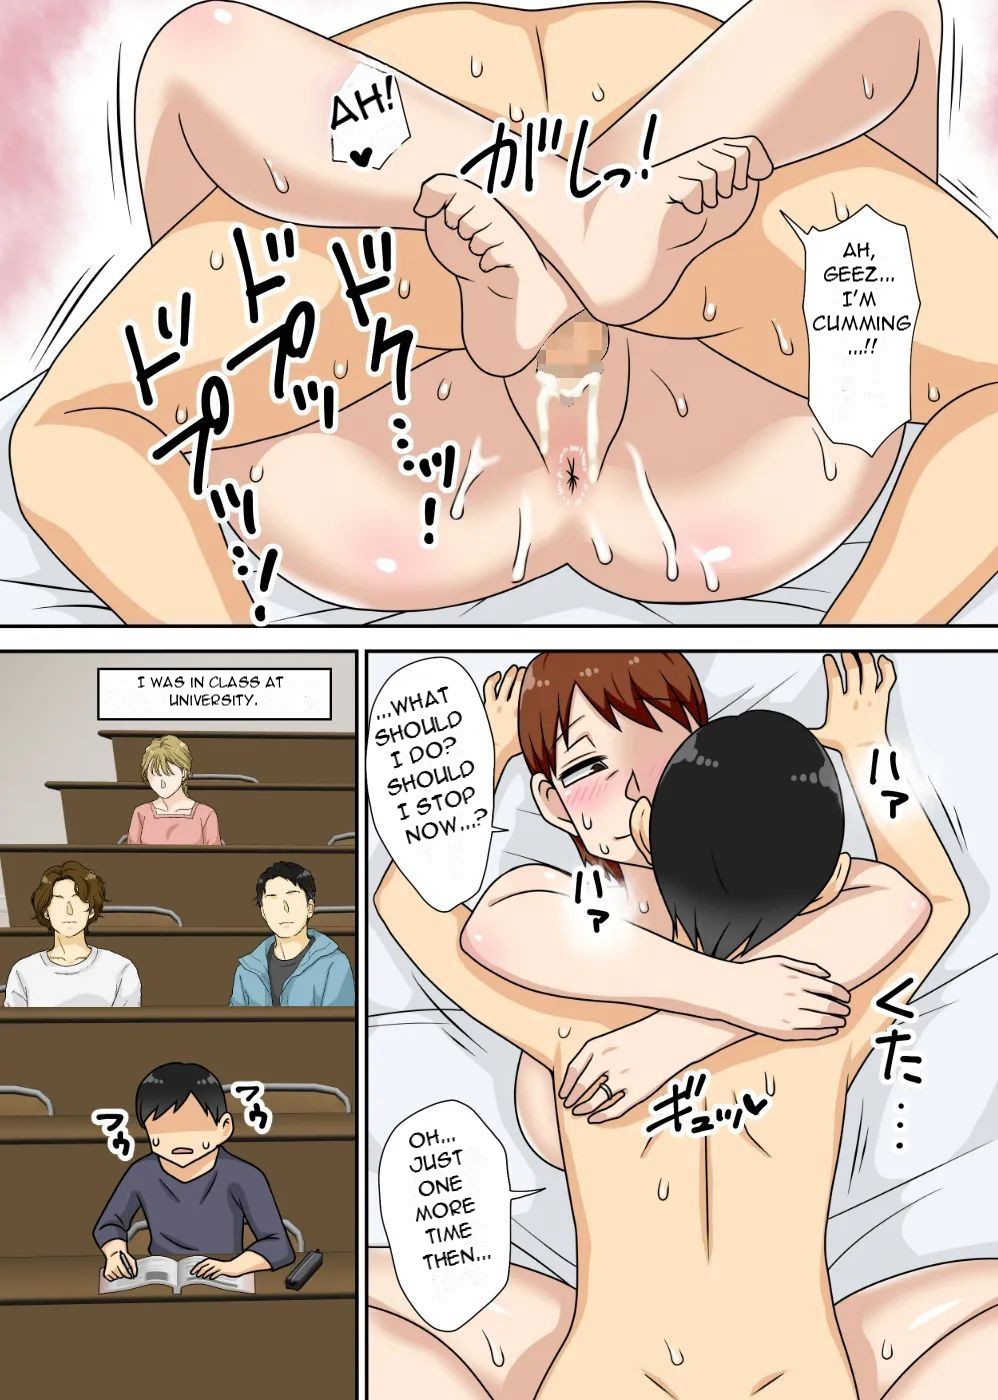 AH!
♥
がしっ!
AH,
GEEZ...
I'M
CUMMING
...!!
ドプッ…!
ドプッ…!
ドク…!
I WAS IN CLASS AT
UNIVERSITY.
フゥ
フゥ
...WHAT
SHOULD
I DO?
SHOULD
I STOP
NOW...?
ハァ
ハァ
くた…
ギュッ♥
OH...
JUST
ONE
MORE
TIME
THEN...